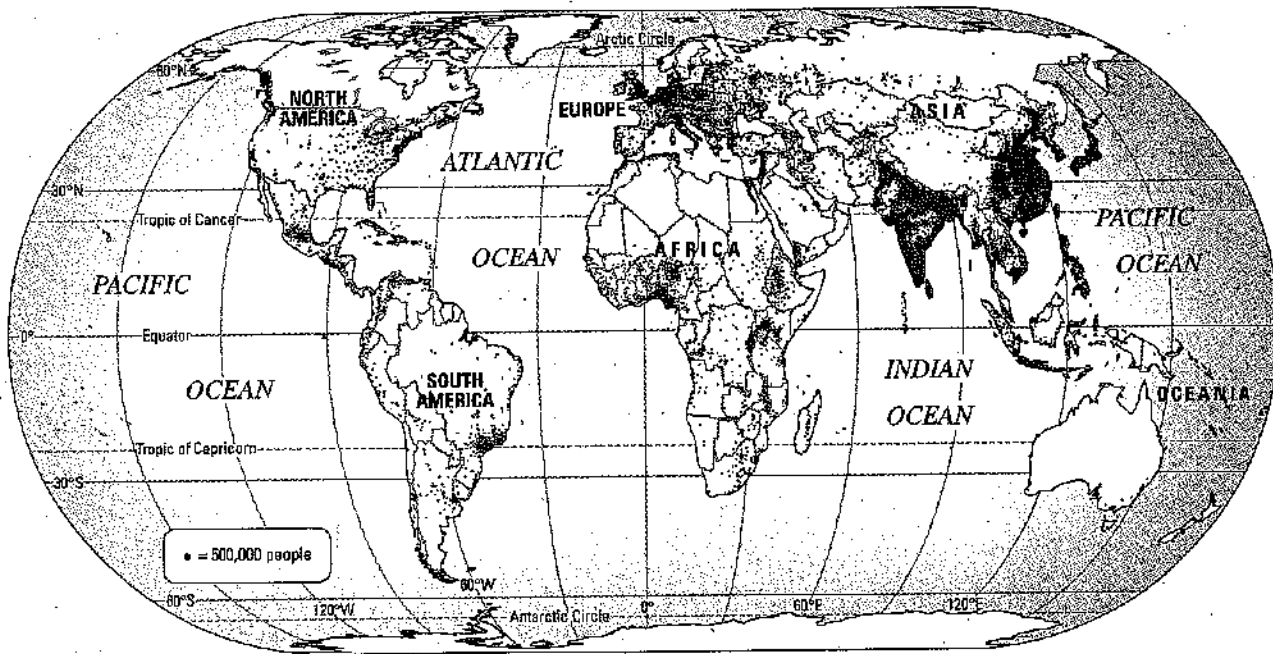 Arctic Circle
60°N
NORTH
AMERICA
EUROPE
ASIA
ATLANTIC
OCEAN
30°N
Tropic of Cancer
AFRICA
PACIFIC
OCEAN
PACIFIC
OCEAN
0°
Equator
SOUTH
AMERICA
INDIAN
OCEAN
OCEANIA
Tropic of Capricorn
30°S
• = 500,000 people
60°S
120°W
60°W
0°
60°E
120°E
Antarctic Circle